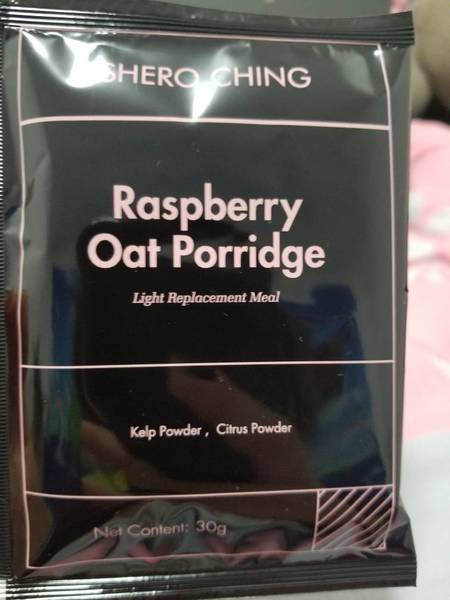 SHERO CHING
Raspberry
Oat Porridge
Light Replacement Meal
Kelp Powder , Citrus Powder
Net Content: 30g